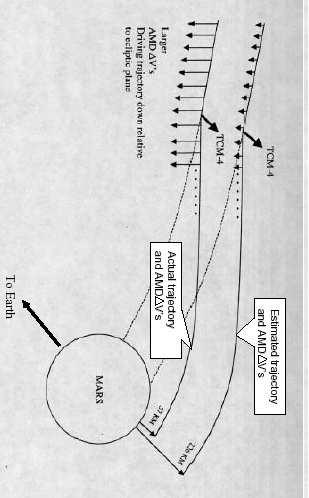 Larger
AMD ΔV's
Driving trajectory down relative
to ecliptic plane
TCM-4
TCM-4
Estimated trajectory
and AMDΔV's
Actual trajectory
and AMDΔV's
57 KM
226 KM
MARS
To Earth